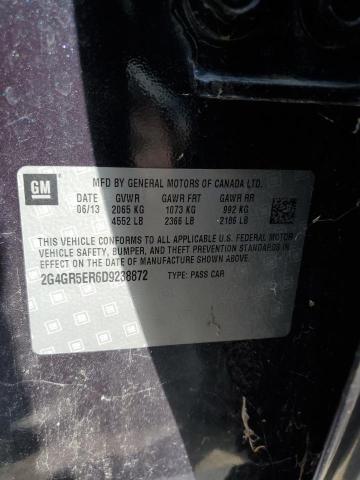 GM
MFD BY GENERAL MOTORS OF CANADA LTD.
DATE GVWR GAWR FRT GAWR RR
06/13 2065 KG 1073 KG 992 KG
4552 LB 2366 LB 2186 LB
THIS VEHICLE CONFORMS TO ALL APPLICABLE U.S. FEDERAL MOTOR
VEHICLE SAFETY, BUMPER, AND THEFT PREVENTION STANDARDS
IN EFFECT ON THE DATE OF MANUFACTURE SHOWN ABOVE.
2G4GR5ER6D9238872 TYPE: PASS CAR